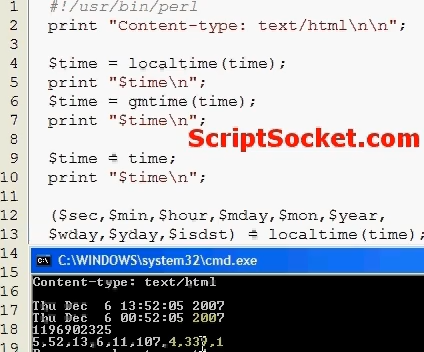 1 #!/usr/bin/perl
2 print "Content-type: text/html\n\n";
3
4 $time = localtime(time);
5 print "$time\n";
6 $time = gmtime(time);
7 print "$time\n";
8
ScriptSocket.com
9 $time = time;
10 print "$time\n";
11
12 ($sec,$min,$hour,$mday,$mon,$year,
13 $wday,$yday,$isdst) = localtime(time);
14
15 C:\WINDOWS\system32\cmd.exe
16 Content-type: text/html
17
Thu Dec  6 13:52:05 2007
18 Thu Dec  6 00:52:05 2007
1196902325
19 5,52,13,6,11,107,4,339,1